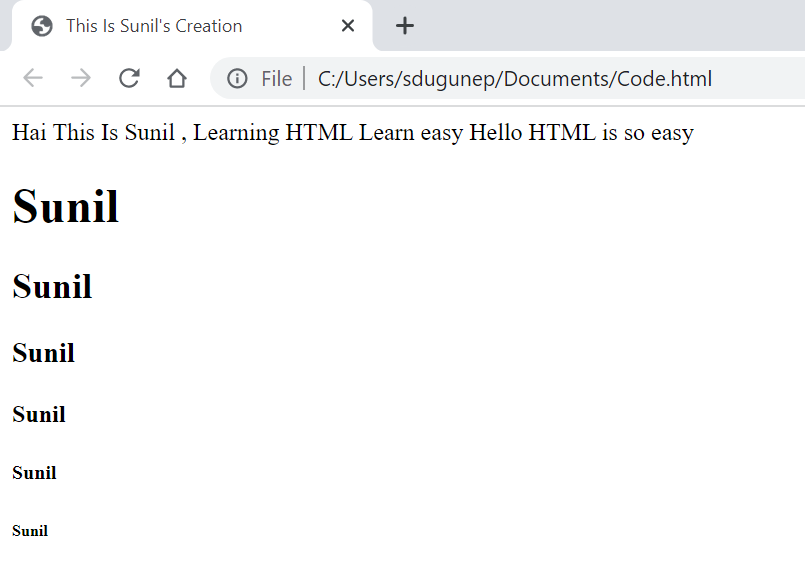 This Is Sunil's Creation
File C:/Users/sdugunep/Documents/Code.html
Hai This Is Sunil , Learning HTML Learn easy Hello HTML is so easy
Sunil
Sunil
Sunil
Sunil
Sunil
Sunil